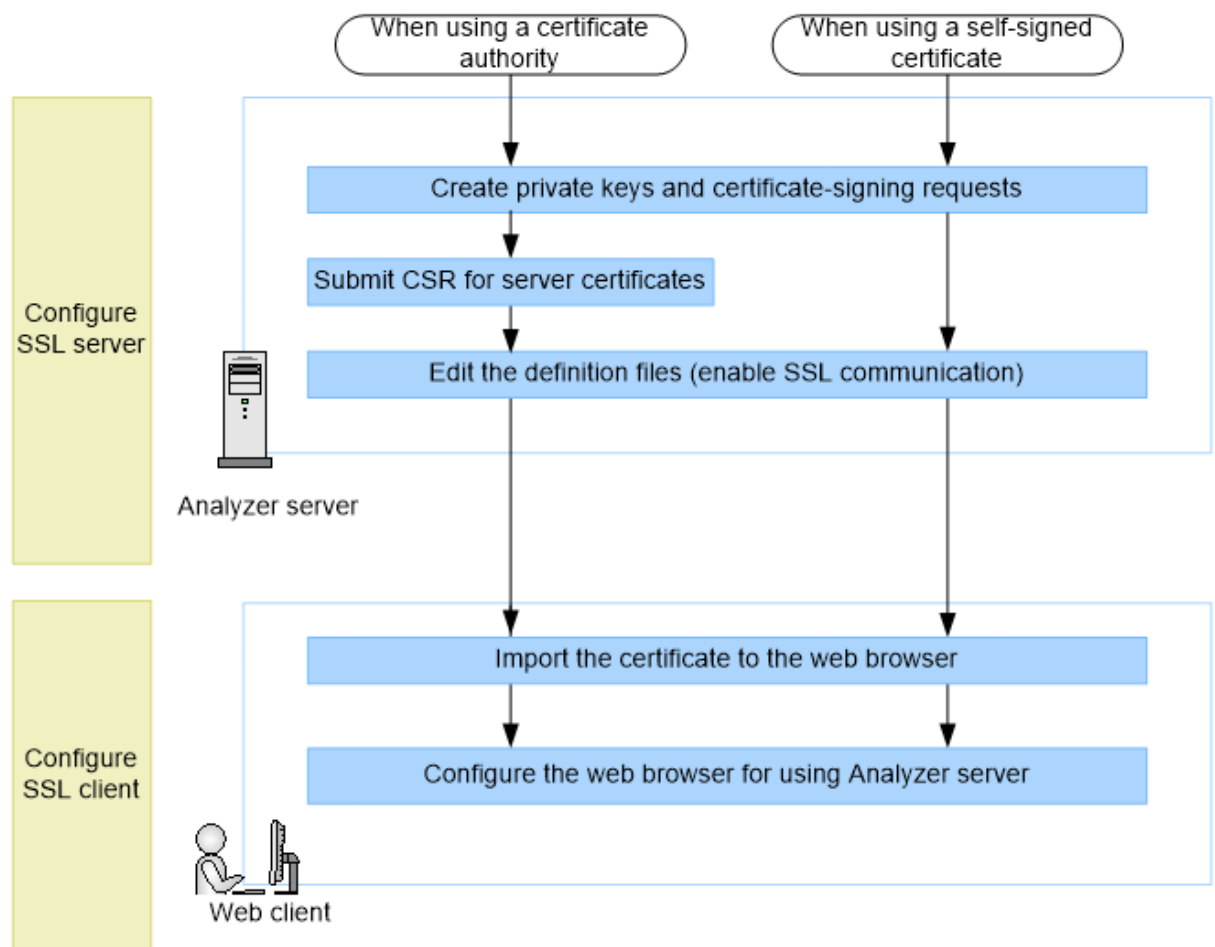 When using a certificate
authority
When using a self-signed
certificate
Create private keys and certificate-signing requests
Submit CSR for server certificates
Configure
SSL server
Edit the definition files (enable SSL communication)
Analyzer server
Import the certificate to the web browser
Configure
SSL client
Configure the web browser for using Analyzer server
Web client